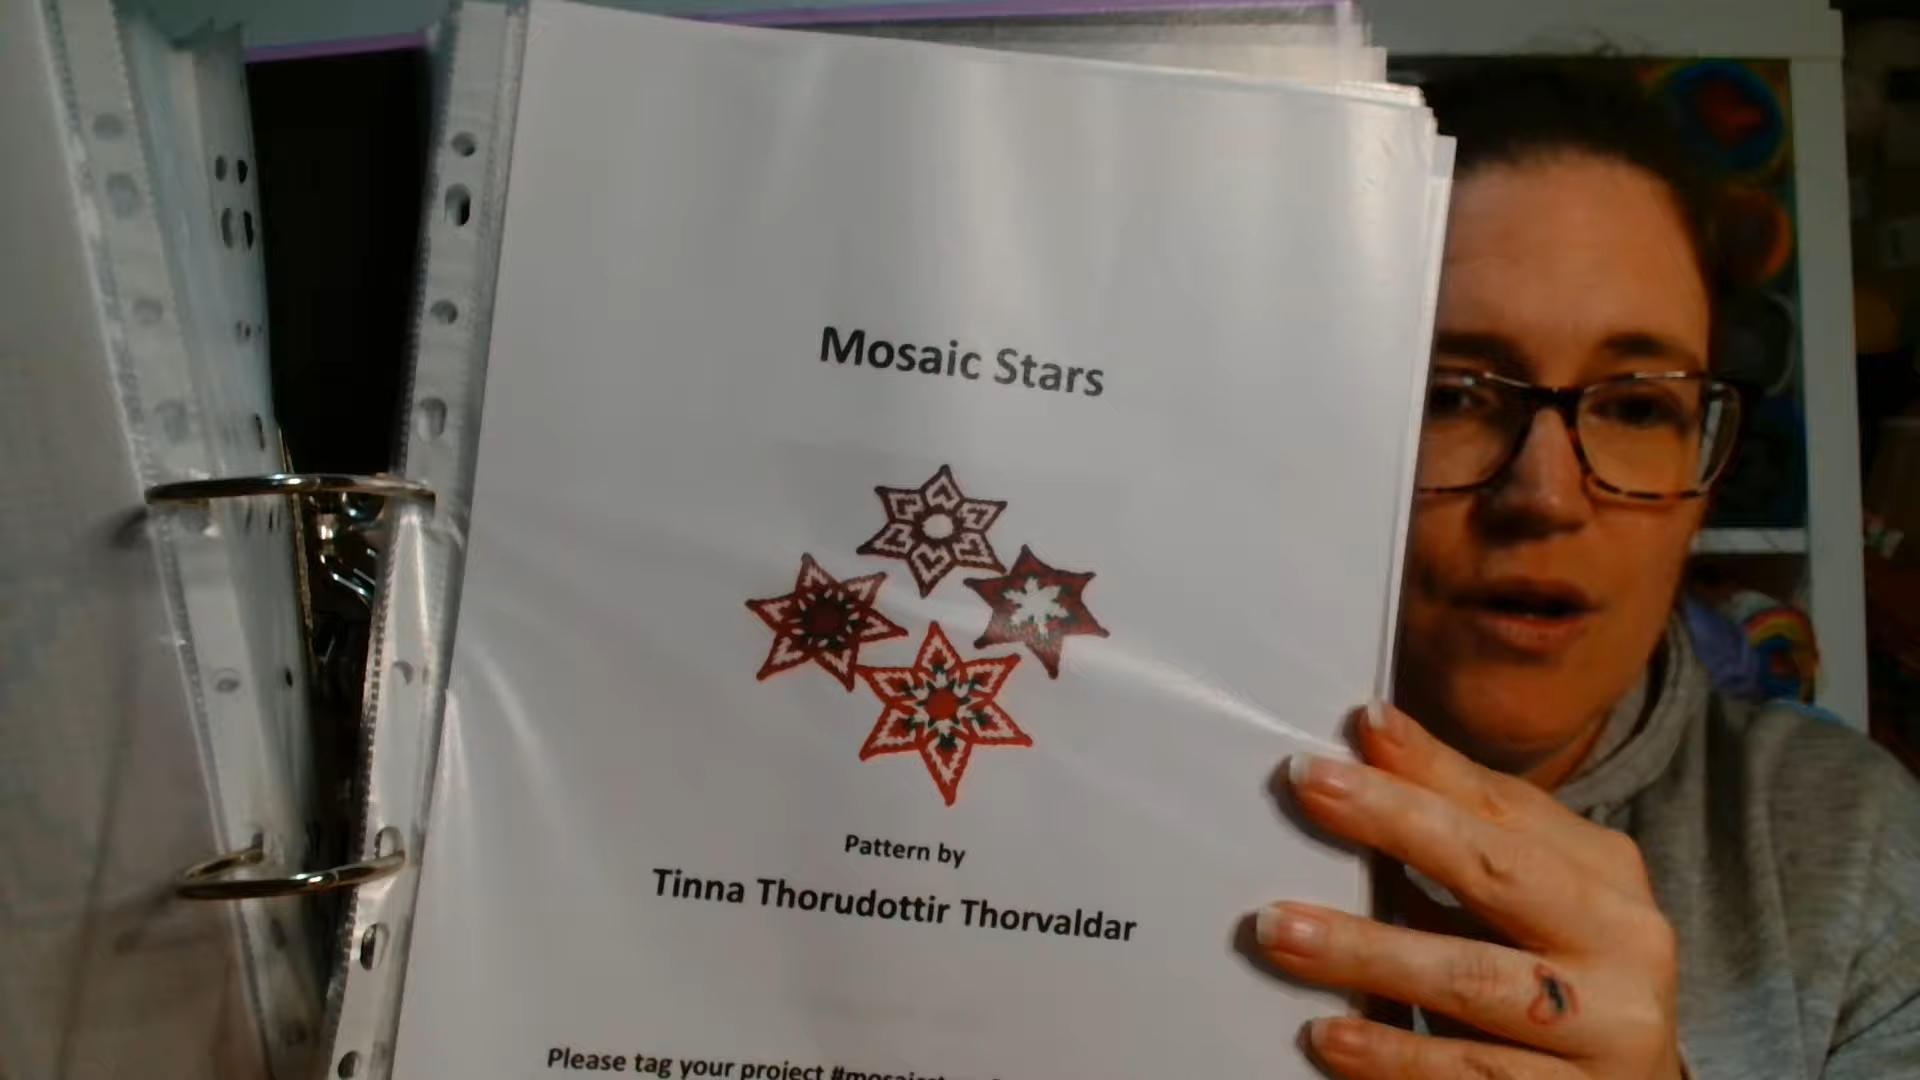 Mosaic Stars
Pattern by
Tinna Thorudottir Thorvaldar
Please tag your project